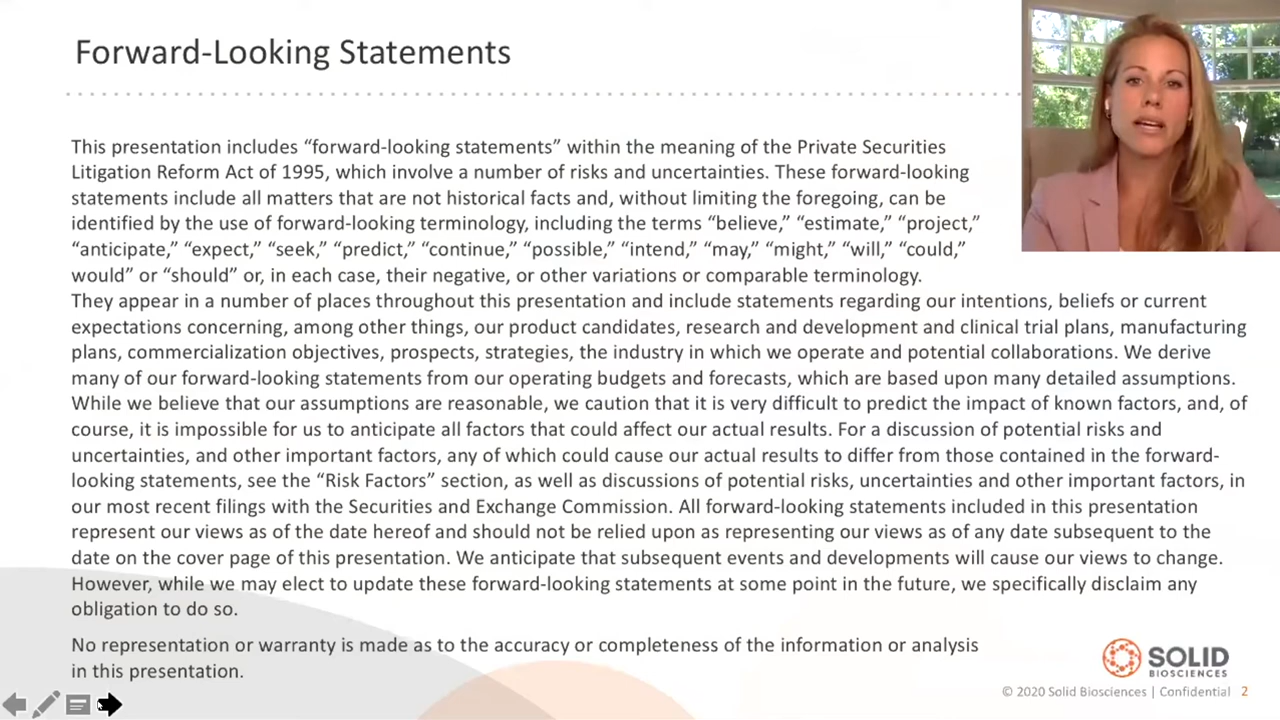 Forward-Looking Statements
This presentation includes “forward-looking statements” within the meaning of the Private Securities
Litigation Reform Act of 1995, which involve a number of risks and uncertainties. These forward-looking
statements include all matters that are not historical facts and, without limiting the foregoing, can be
identified by the use of forward-looking terminology, including the terms “believe,” “estimate,” “project,”
“anticipate,” “expect,” “seek,” “predict,” “continue,” “possible,” “intend,” “may,” “might,” “will,” “could,”
would” or “should” or, in each case, their negative, or other variations or comparable terminology.
They appear in a number of places throughout this presentation and include statements regarding our intentions, beliefs or current
expectations concerning, among other things, our product candidates, research and development and clinical trial plans, manufacturing
plans, commercialization objectives, prospects, strategies, the industry in which we operate and potential collaborations. We derive
many of our forward-looking statements from our operating budgets and forecasts, which are based upon many detailed assumptions.
While we believe that our assumptions are reasonable, we caution that it is very difficult to predict the impact of known factors, and, of
course, it is impossible for us to anticipate all factors that could affect our actual results. For a discussion of potential risks and
uncertainties, and other important factors, any of which could cause our actual results to differ from those contained in the forward-
looking statements, see the “Risk Factors” section, as well as discussions of potential risks, uncertainties and other important factors, in
our most recent filings with the Securities and Exchange Commission. All forward-looking statements included in this presentation
represent our views as of the date hereof and should not be relied upon as representing our views as of any date subsequent to the
date on the cover page of this presentation. We anticipate that subsequent events and developments will cause our views to change.
However, while we may elect to update these forward-looking statements at some point in the future, we specifically disclaim any
obligation to do so.
No representation or warranty is made as to the accuracy or completeness of the information or analysis
in this presentation.
SOLID
BIOSCIENCES
© 2020 Solid Biosciences | Confidential 2